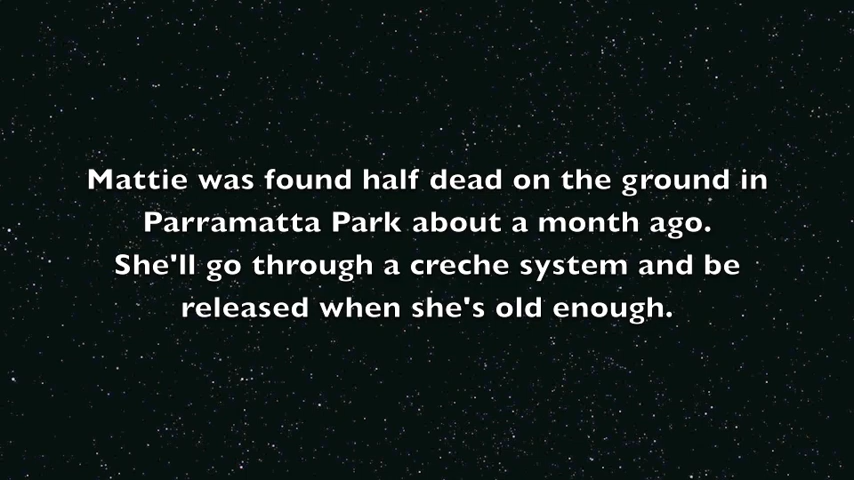 Mattie was found half dead on the ground in
Parramatta Park about a month ago.
She'll go through a creche system and be
released when she's old enough.